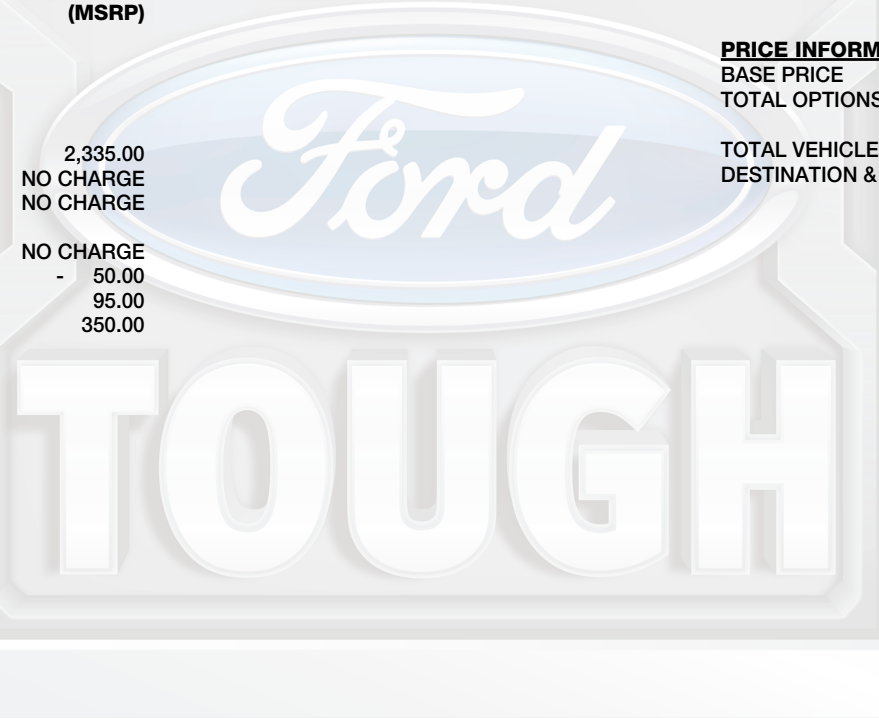 (MSRP)
2,335.00
NO CHARGE
NO CHARGE
NO CHARGE
- 50.00
95.00
350.00
PRICE INFORM
BASE PRICE
TOTAL OPTIONS
TOTAL VEHICLE
DESTINATION &
Ford
TOUGH